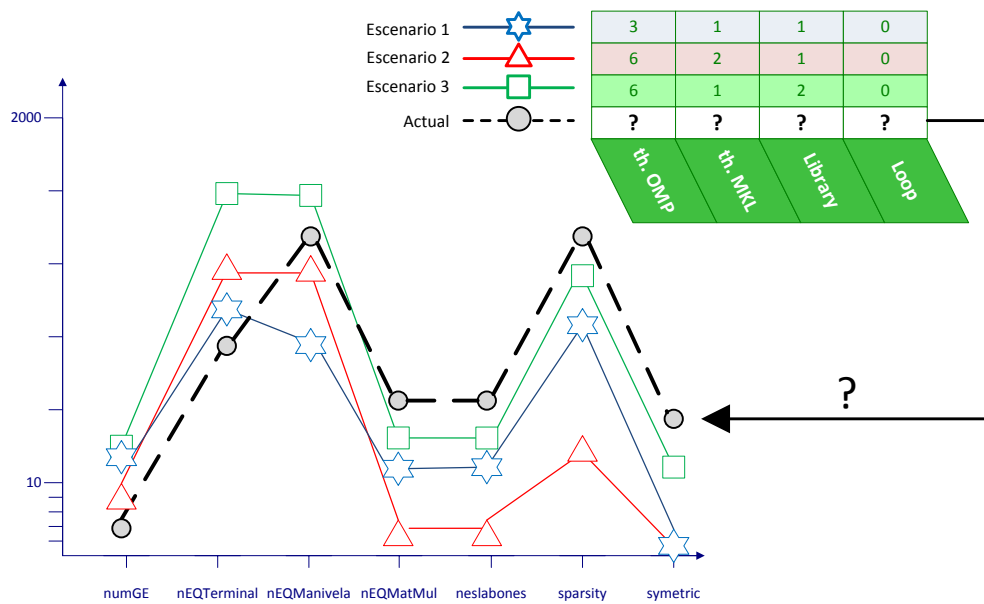 Escenario 1 3 1 1 0
Escenario 2 6 2 1 0
Escenario 3 6 1 2 0
Actual ? ? ? ?
th. OMP th. MKL Library Loop
2000
?
10
numGE nEQTerminal nEQManivela nEQMatMul neslabones sparsity symetric